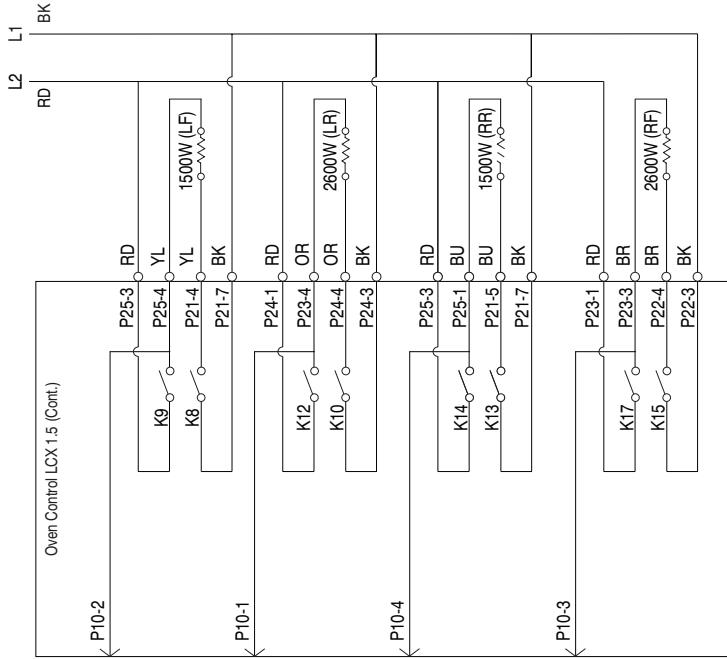 L1
BK
L2
RD
Oven Control LCX 1.5 (Cont.)
P10-2
K9
K8
P25-3
P25-4
P21-4
P21-7
RD
YL
YL
BK
1500W (LF)
P10-1
K12
K10
P24-1
P23-4
P24-4
P24-3
RD
OR
OR
BK
2600W (LR)
P10-4
K14
K13
P25-3
P25-1
P21-5
P21-7
RD
BU
BU
BK
1500W (RR)
P10-3
K17
K15
P23-1
P23-3
P22-4
P22-3
RD
BR
BR
BK
2600W (RF)